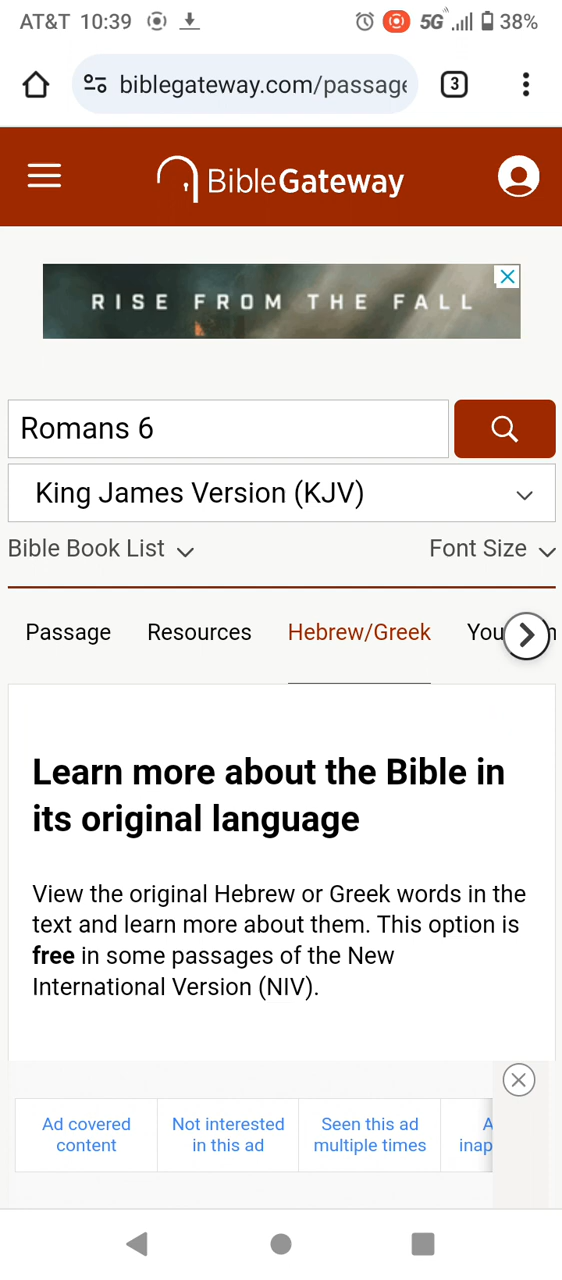 AT&T 10:39 5G 38%
biblegateway.com/passage 3
BibleGateway
RISE FROM THE FALL
Romans 6
King James Version (KJV)
Bible Book List Font Size
Passage Resources Hebrew/Greek You
Learn more about the Bible in
its original language
View the original Hebrew or Greek words in the
text and learn more about them. This option is
free in some passages of the New
International Version (NIV).
Ad covered
content
Not interested
in this ad
Seen this ad
multiple times
A
inap